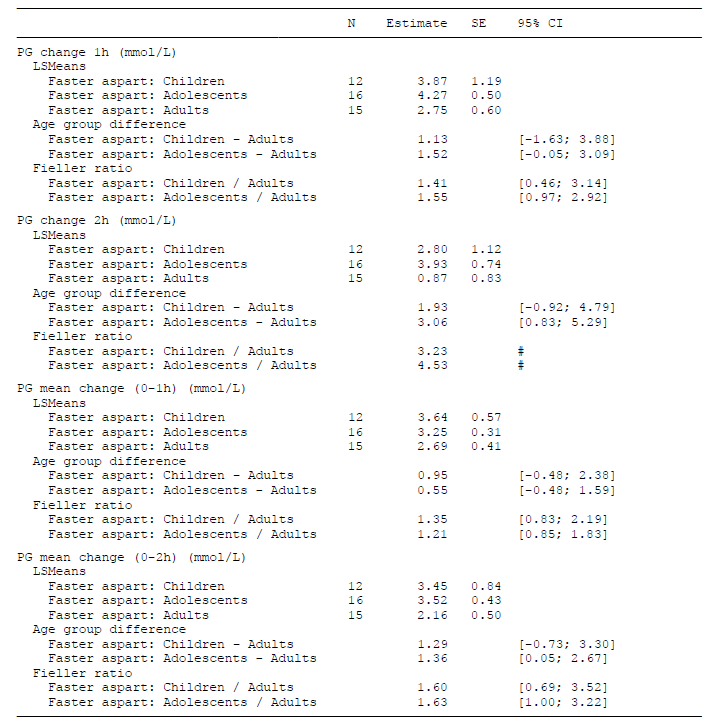 N Estimate SE 95% CI
PG change 1h (mmol/L)
LSMeans
Faster aspart: Children 12 3.87 1.19
Faster aspart: Adolescents 16 4.27 0.50
Faster aspart: Adults 15 2.75 0.60
Age group difference
Faster aspart: Children - Adults 1.13 [-1.63; 3.88]
Faster aspart: Adolescents - Adults 1.52 [-0.05; 3.09]
Fieller ratio
Faster aspart: Children / Adults 1.41 [0.46; 3.14]
Faster aspart: Adolescents / Adults 1.55 [0.97; 2.92]
PG change 2h (mmol/L)
LSMeans
Faster aspart: Children 12 2.80 1.12
Faster aspart: Adolescents 16 3.93 0.74
Faster aspart: Adults 15 0.87 0.83
Age group difference
Faster aspart: Children - Adults 1.93 [-0.92; 4.79]
Faster aspart: Adolescents - Adults 3.06 [0.83; 5.29]
Fieller ratio
Faster aspart: Children / Adults 3.23 #
Faster aspart: Adolescents / Adults 4.53 #
PG mean change (0-1h) (mmol/L)
LSMeans
Faster aspart: Children 12 3.64 0.57
Faster aspart: Adolescents 16 3.25 0.31
Faster aspart: Adults 15 2.69 0.41
Age group difference
Faster aspart: Children - Adults 0.95 [-0.48; 2.38]
Faster aspart: Adolescents - Adults 0.55 [-0.48; 1.59]
Fieller ratio
Faster aspart: Children / Adults 1.35 [0.83; 2.19]
Faster aspart: Adolescents / Adults 1.21 [0.85; 1.83]
PG mean change (0-2h) (mmol/L)
LSMeans
Faster aspart: Children 12 3.45 0.84
Faster aspart: Adolescents 16 3.52 0.43
Faster aspart: Adults 15 2.16 0.50
Age group difference
Faster aspart: Children - Adults 1.29 [-0.73; 3.30]
Faster aspart: Adolescents - Adults 1.36 [0.05; 2.67]
Fieller ratio
Faster aspart: Children / Adults 1.60 [0.69; 3.52]
Faster aspart: Adolescents / Adults 1.63 [1.00; 3.22]